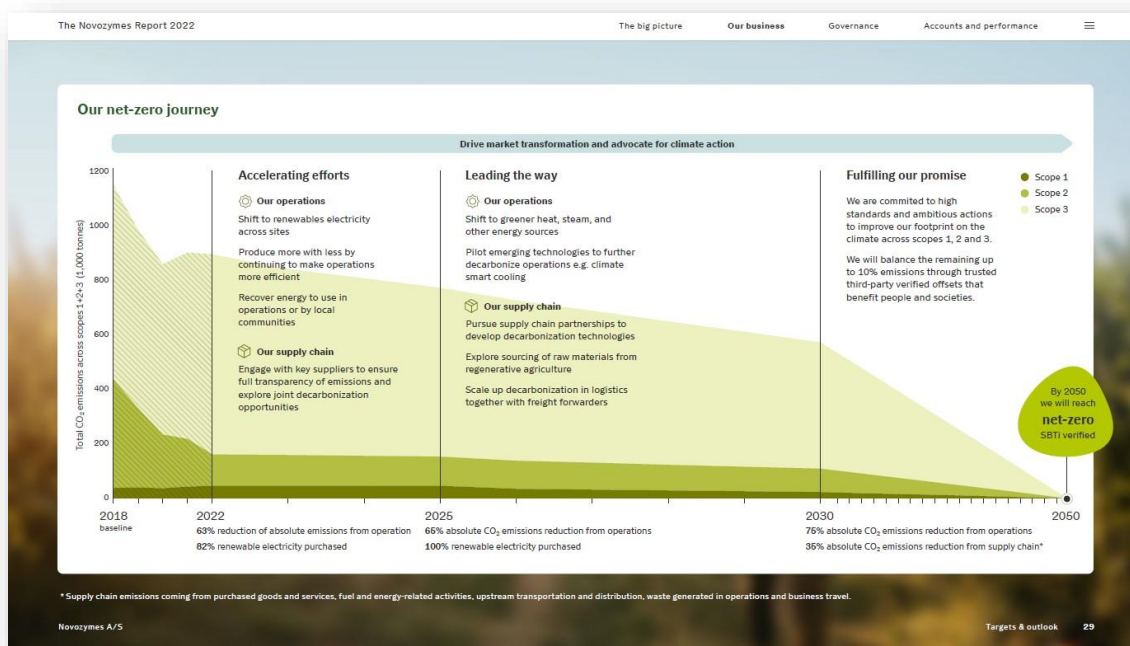 The Novozymes Report 2022
The big picture
Our business
Governance
Accounts and performance
Our net-zero journey
Drive market transformation and advocate for climate action
Total CO₂ emissions across scopes 1+2+3 (1,000 tonnes)
1200
1000
800
600
400
200
0
Accelerating efforts
Our operations
Shift to renewables electricity
across sites
Produce more with less by
continuing to make operations
more efficient
Recover energy to use in
operations or by local
communities
Our supply chain
Engage with key suppliers to ensure
full transparency of emissions and
explore joint decarbonization
opportunities
Leading the way
Our operations
Shift to greener heat, steam, and
other energy sources
Pilot emerging technologies to further
decarbonize operations e.g. climate
smart cooling
Our supply chain
Pursue supply chain partnerships to
develop decarbonization technologies
Explore sourcing of raw materials from
regenerative agriculture
Scale up decarbonization in logistics
together with freight forwarders
Fulfilling our promise
We are commited to high
standards and ambitious actions
to improve our footprint on the
climate across scopes 1, 2 and 3.
We will balance the remaining up
to 10% emissions through trusted
third-party verified offsets that
benefit people and societies.
Scope 1
Scope 2
Scope 3
By 2050
we will reach
net-zero
SBTi verified
2018
baseline
2022
63% reduction of absolute emissions from operation
82% renewable electricity purchased
2025
65% absolute CO₂ emissions reduction from operations
100% renewable electricity purchased
2030
75% absolute CO₂ emissions reduction from operations
35% absolute CO₂ emissions reduction from supply chain*
2050
* Supply chain emissions coming from purchased goods and services, fuel and energy-related activities, upstream transportation and distribution, waste generated in operations and business travel.
Novozymes A/S
Targets & outlook
29